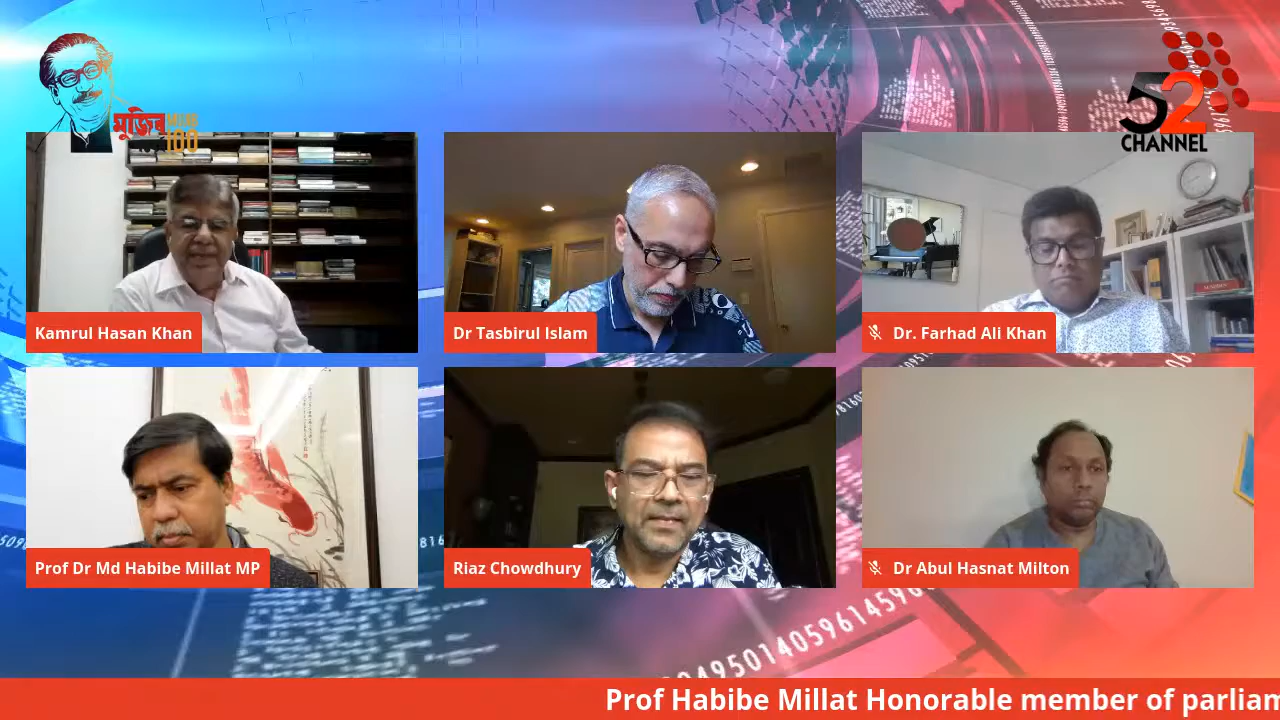 মুজিব
100
52
CHANNEL
Kamrul Hasan Khan
Dr Tasbirul Islam
Dr. Farhad Ali Khan
Prof Dr Md Habibe Millat MP
Riaz Chowdhury
Dr Abul Hasnat Milton
Prof Habibe Millat Honorable member of parliam